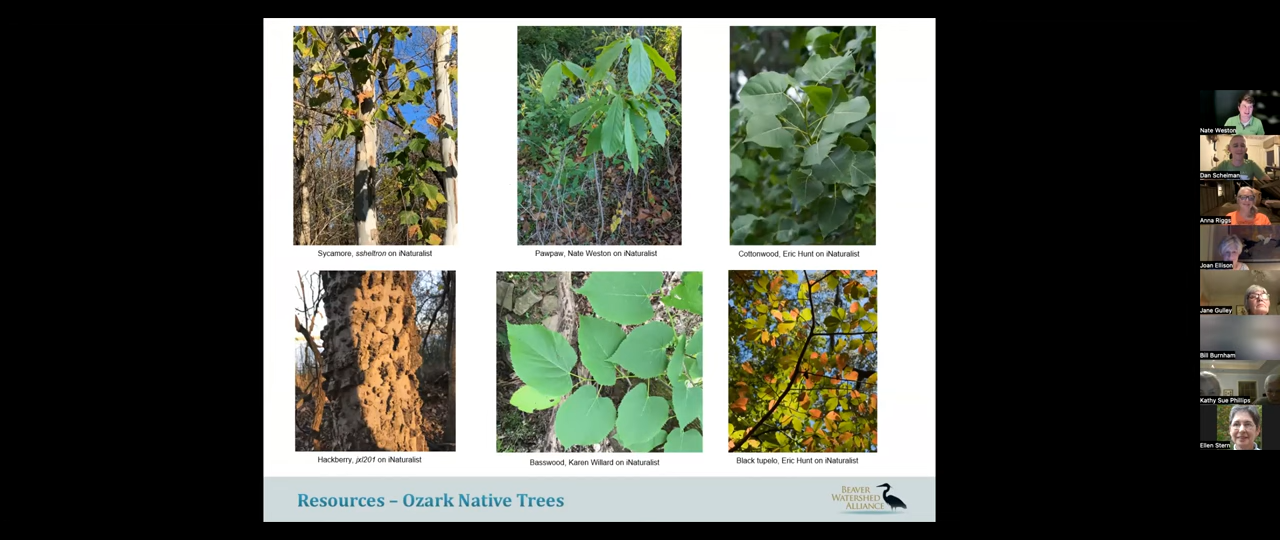 Sycamore, ssheltron on iNaturalist
Pawpaw, Nate Weston on iNaturalist
Cottonwood, Eric Hunt on iNaturalist
Hackberry, jxl201 on iNaturalist
Basswood, Karen Willard on iNaturalist
Black tupelo, Eric Hunt on iNaturalist
Resources – Ozark Native Trees
BEAVER
WATERSHED
ALLIANCE
Nate Weston
Dan Schelman
Anna Riggs
Joan Ellison
Jane Gulley
Bill Burnham
Kathy Sue Phillips
Ellen Stern